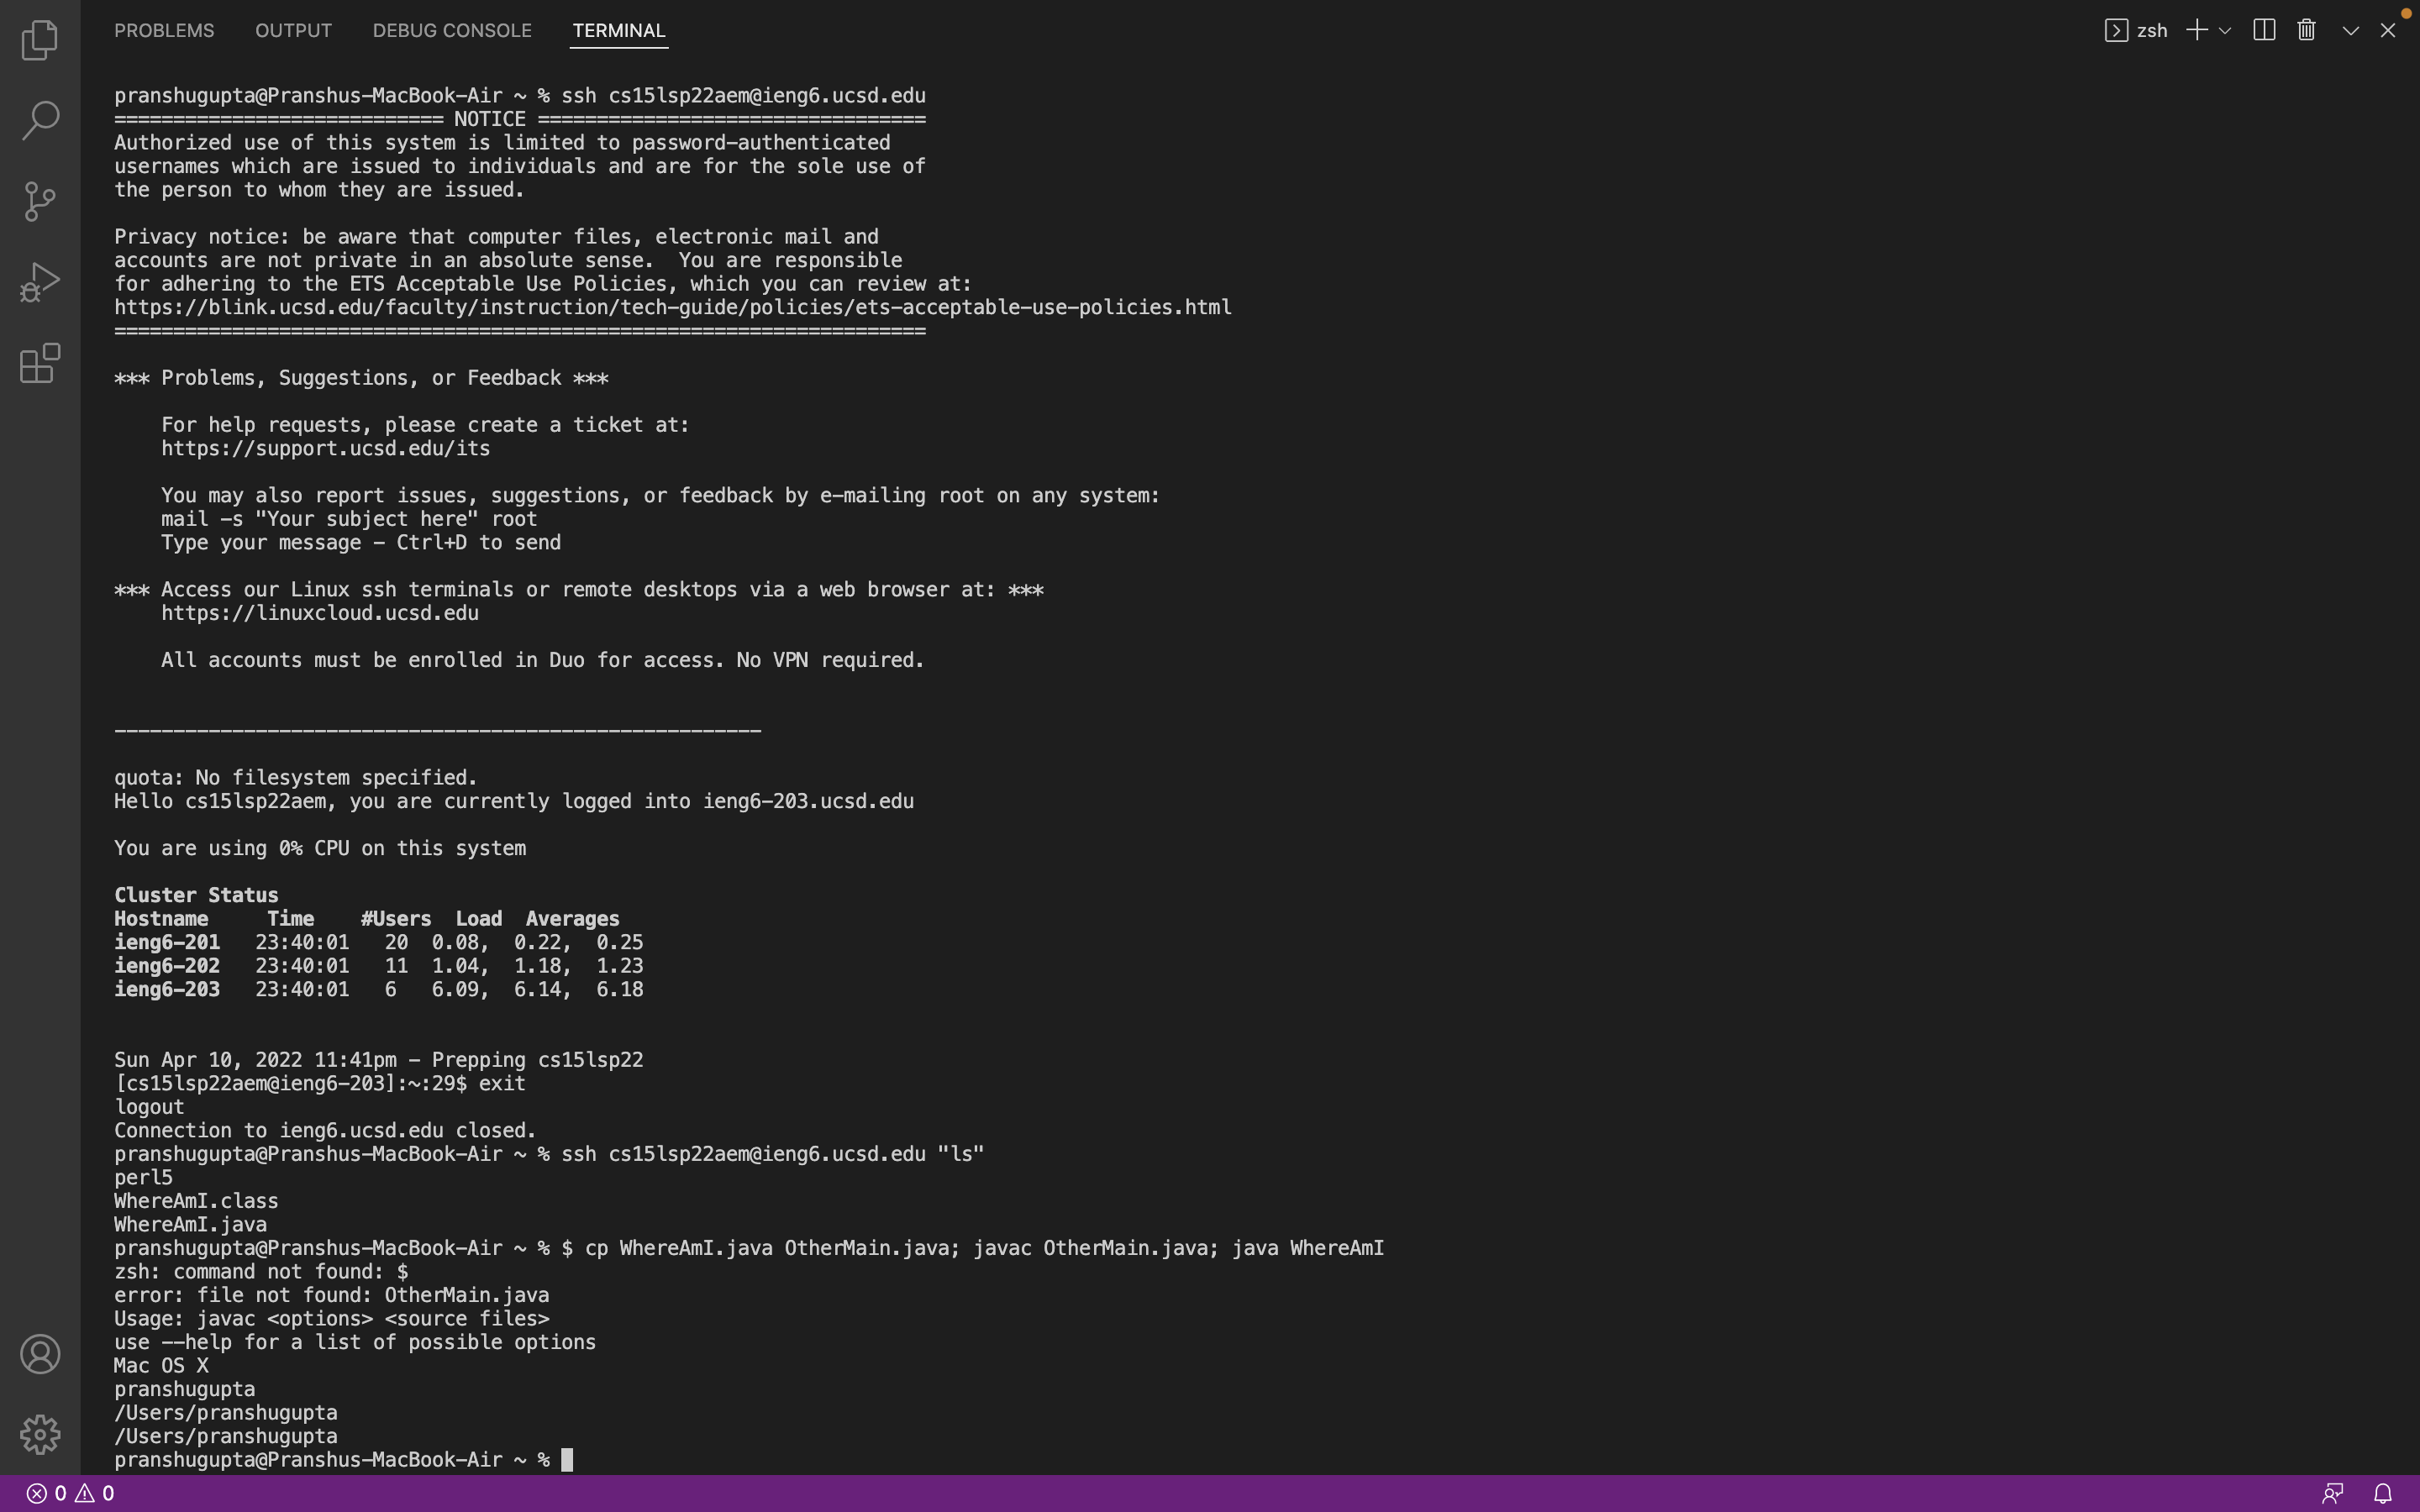 PROBLEMS OUTPUT DEBUG CONSOLE TERMINAL zsh
pranshugupta@Pranshus-MacBook-Air ~ % ssh cs15lsp22aem@ieng6.ucsd.edu
============================ NOTICE =================================
Authorized use of this system is limited to password-authenticated
usernames which are issued to individuals and are for the sole use of
the person to whom they are issued.
Privacy notice: be aware that computer files, electronic mail and
accounts are not private in an absolute sense.  You are responsible
for adhering to the ETS Acceptable Use Policies, which you can review at:
https://blink.ucsd.edu/faculty/instruction/tech-guide/policies/ets-acceptable-use-policies.html
=====================================================================
*** Problems, Suggestions, or Feedback ***
For help requests, please create a ticket at:
https://support.ucsd.edu/its
You may also report issues, suggestions, or feedback by e-mailing root on any system:
mail -s "Your subject here" root
Type your message - Ctrl+D to send
*** Access our Linux ssh terminals or remote desktops via a web browser at: ***
https://linuxcloud.ucsd.edu
All accounts must be enrolled in Duo for access. No VPN required.
-------------------------------------------------------
quota: No filesystem specified.
Hello cs15lsp22aem, you are currently logged into ieng6-203.ucsd.edu
You are using 0% CPU on this system
Cluster Status
Hostname     Time    #Users  Load  Averages
ieng6-201   23:40:01   20  0.08,  0.22,  0.25
ieng6-202   23:40:01   11  1.04,  1.18,  1.23
ieng6-203   23:40:01   6   6.09,  6.14,  6.18
Sun Apr 10, 2022 11:41pm - Prepping cs15lsp22
[cs15lsp22aem@ieng6-203]:~:29$ exit
logout
Connection to ieng6.ucsd.edu closed.
pranshugupta@Pranshus-MacBook-Air ~ % ssh cs15lsp22aem@ieng6.ucsd.edu "ls"
perl5
WhereAmI.class
WhereAmI.java
pranshugupta@Pranshus-MacBook-Air ~ % $ cp WhereAmI.java OtherMain.java; javac OtherMain.java; java WhereAmI
zsh: command not found: $
error: file not found: OtherMain.java
Usage: javac <options> <source files>
use --help for a list of possible options
Mac OS X
pranshugupta
/Users/pranshugupta
/Users/pranshugupta
pranshugupta@Pranshus-MacBook-Air ~ %
0 0